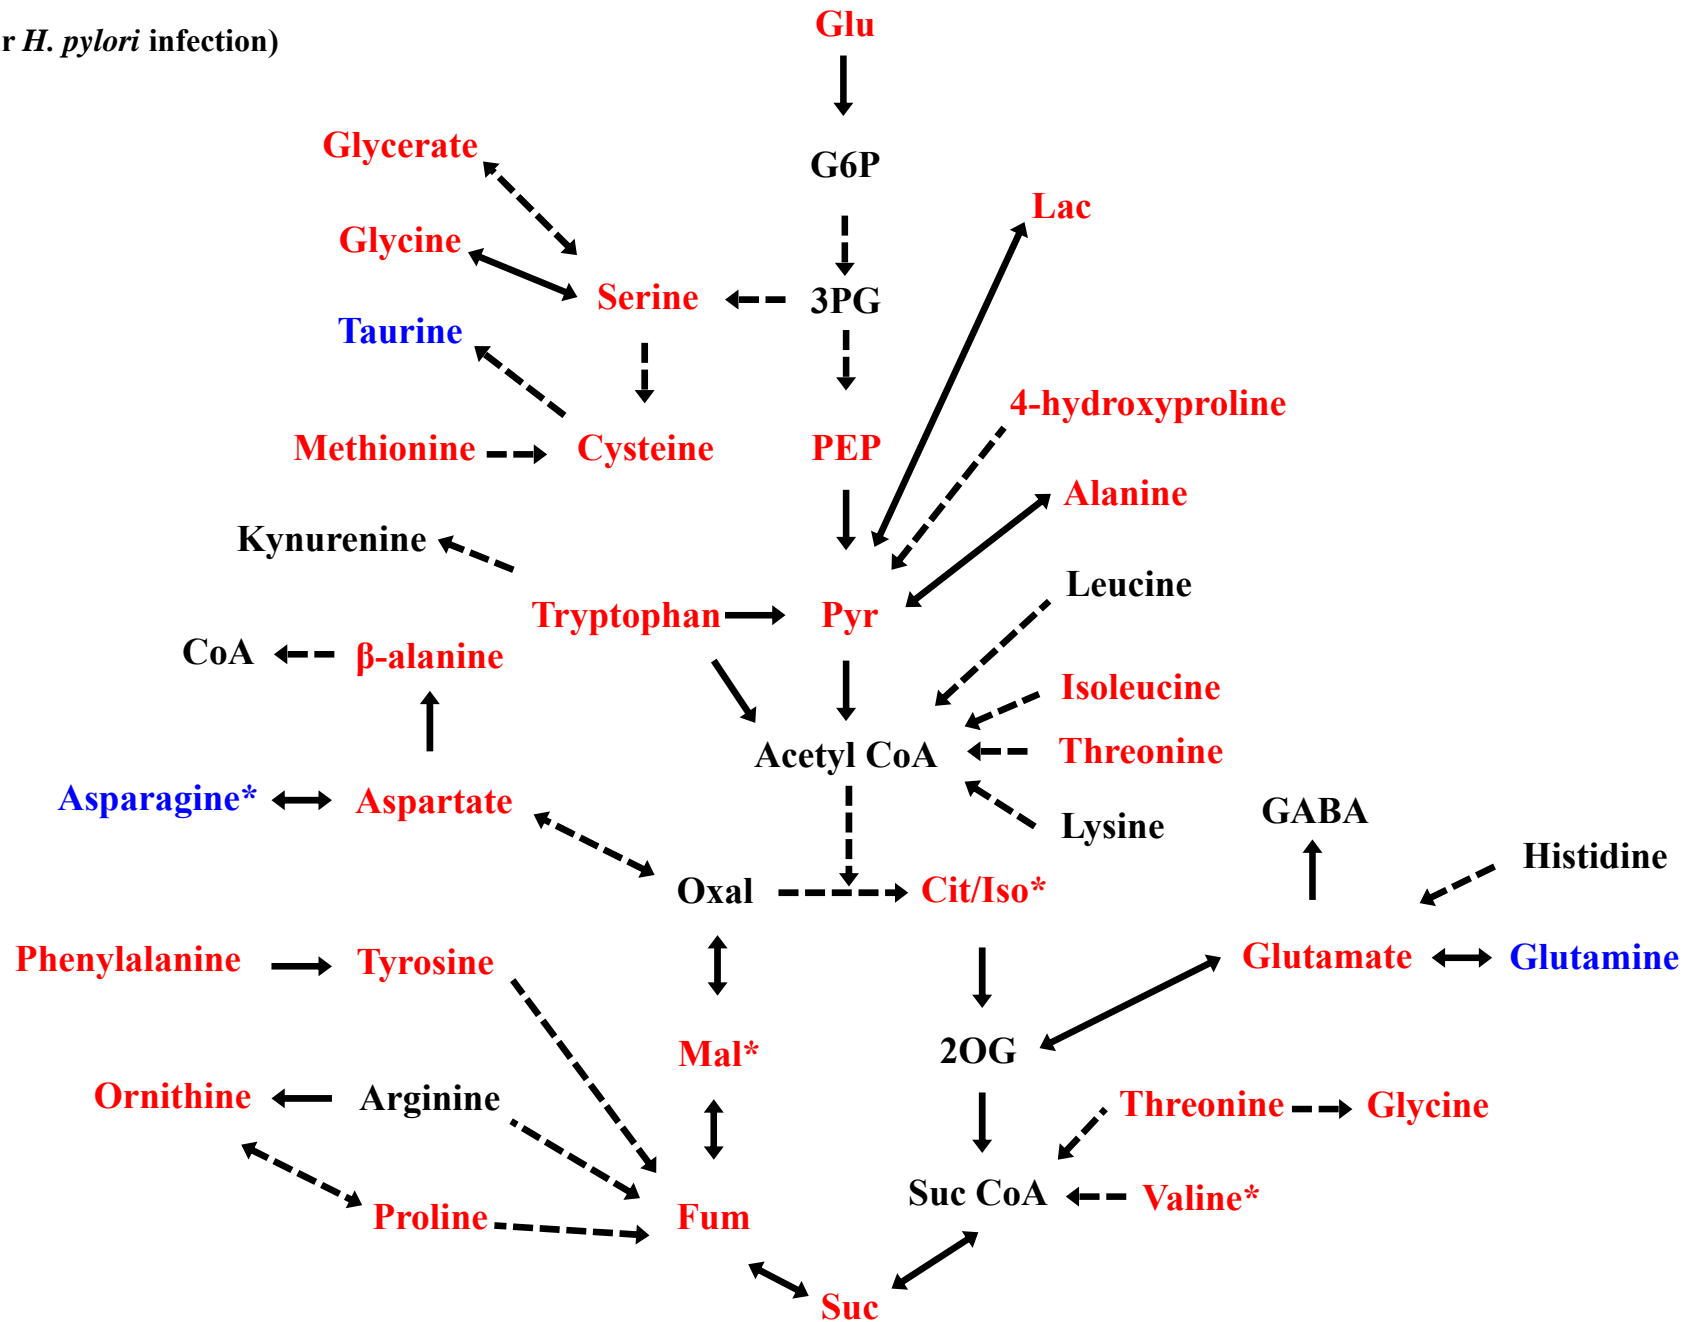 Glu
r H. pylori infection)
Glycerate
G6P
Lac
Glycine
Serine
3PG
Taurine
4-hydroxyproline
Methionine
Cysteine
PEP
Alanine
Kynurenine
Leucine
Tryptophan
Pyr
CoA
β-alanine
Isoleucine
Acetyl CoA
Threonine
Asparagine*
Aspartate
Lysine
GABA
Histidine
Oxal
Cit/Iso*
Phenylalanine
Tyrosine
Glutamate
Glutamine
Mal*
2OG
Ornithine
Arginine
Threonine
Glycine
Suc CoA
Valine*
Proline
Fum
Suc